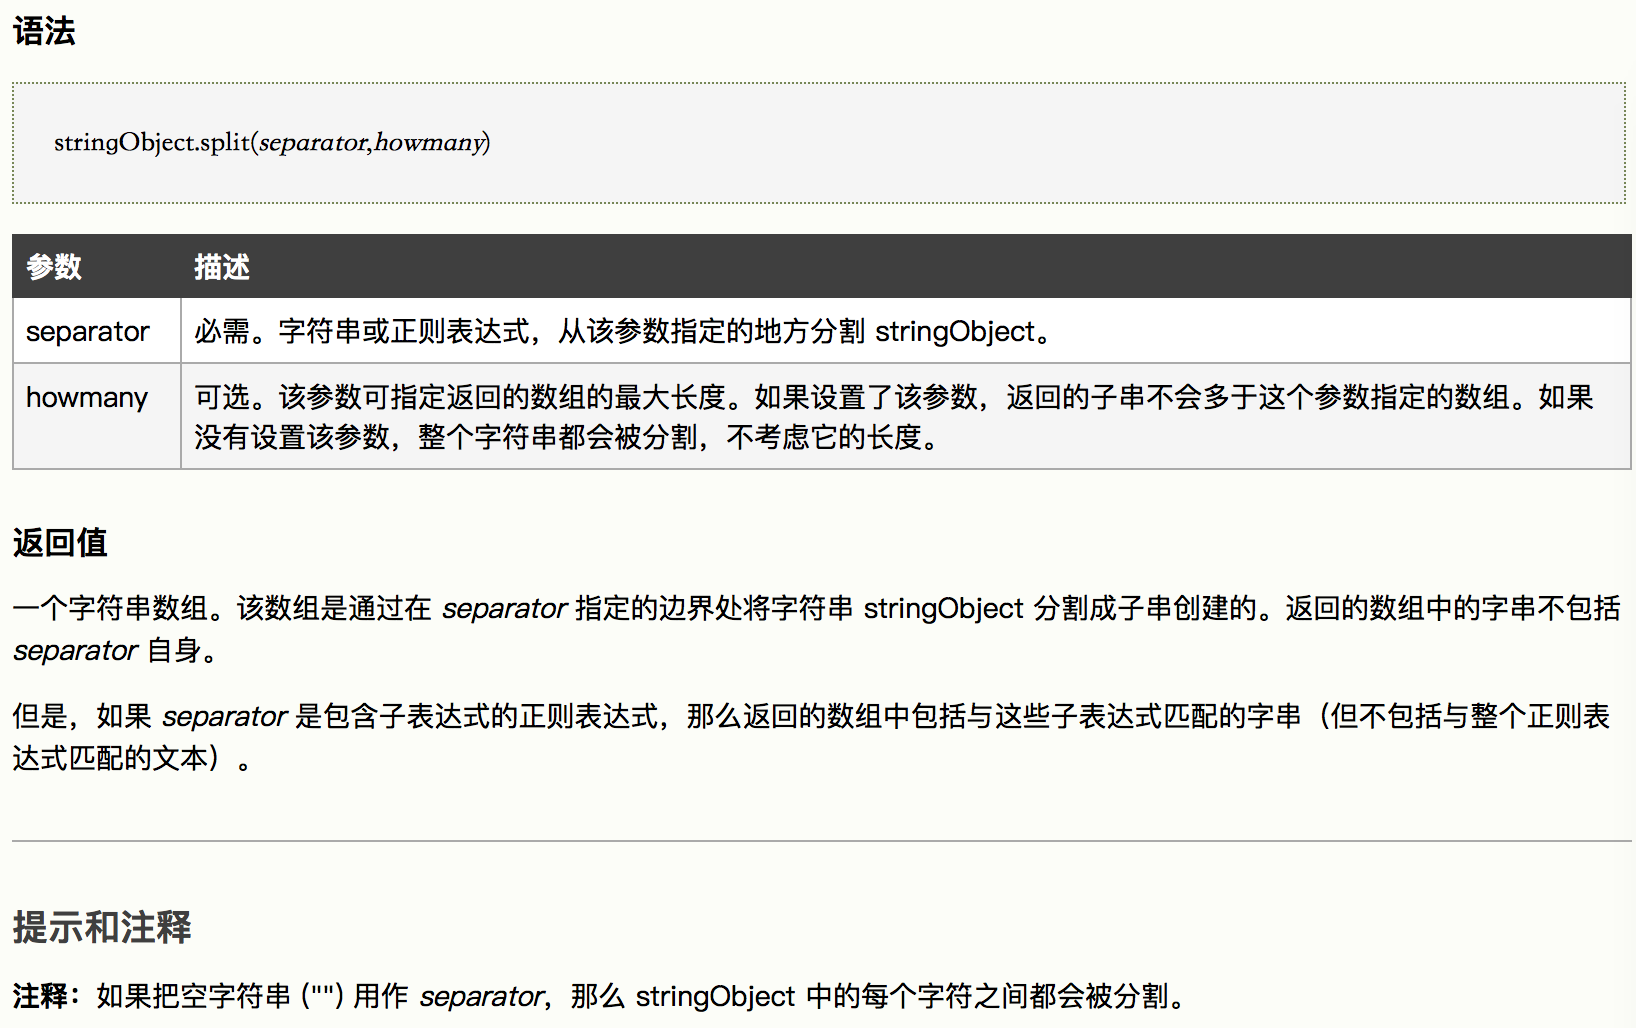 语法
stringObject.split(separator,howmany)
参数 描述
separator 必需。字符串或正则表达式，从该参数指定的地方分割 stringObject。
howmany 可选。该参数可指定返回的数组的最大长度。如果设置了该参数，返回的子串不会多于这个参数指定的数组。如果
没有设置该参数，整个字符串都会被分割，不考虑它的长度。
返回值
一个字符串数组。该数组是通过在 separator 指定的边界处将字符串 stringObject 分割成子串创建的。返回的数组中的字串不包括
separator 自身。
但是，如果 separator 是包含子表达式的正则表达式，那么返回的数组中包括与这些子表达式匹配的字串（但不包括与整个正则表
达式匹配的文本）。
提示和注释
注释：如果把空字符串 ("") 用作 separator，那么 stringObject 中的每个字符之间都会被分割。